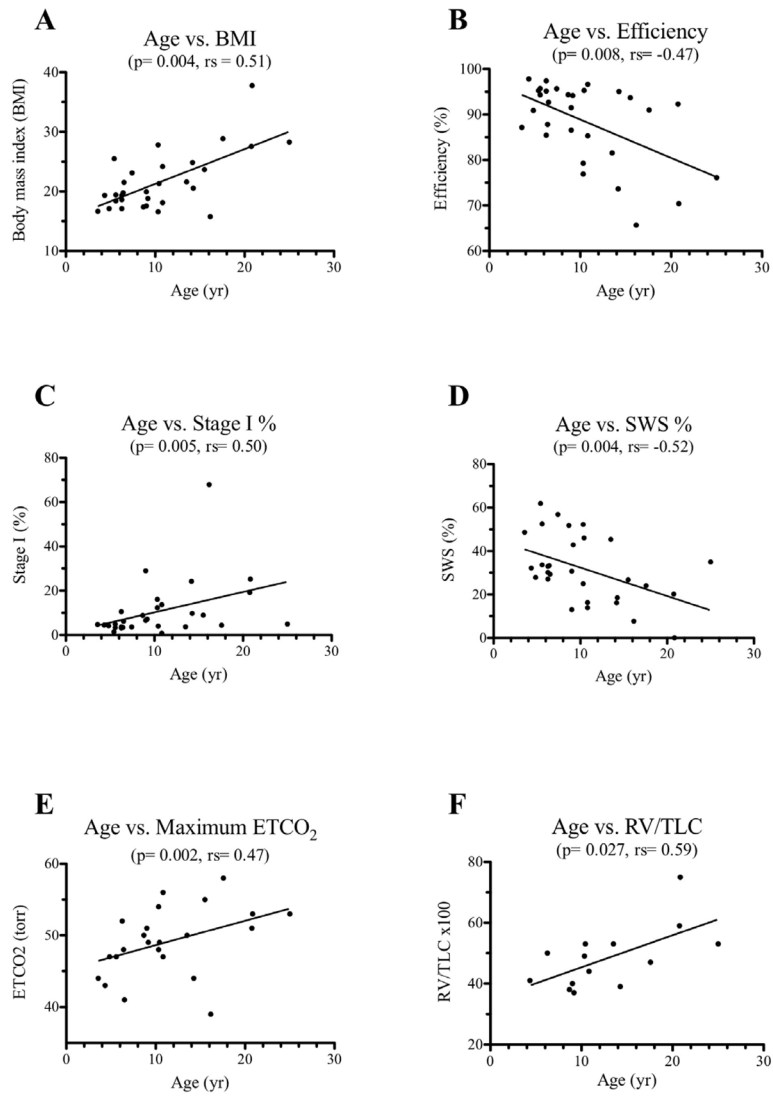 A
Age vs. BMI
(p= 0.004, rs = 0.51)
Body mass index (BMI)
40
30
20
10
0
10
20
30
Age (yr)
B
Age vs. Efficiency
(p= 0.008, rs= -0.47)
Efficiency (%)
100
90
80
70
60
0
10
20
30
Age (yr)
C
Age vs. Stage I %
(p= 0.005, rs= 0.50)
Stage I (%)
80
60
40
20
0
0
10
20
30
Age (yr)
D
Age vs. SWS %
(p= 0.004, rs= -0.52)
SWS (%)
80
60
40
20
0
0
10
20
30
Age (yr)
E
Age vs. Maximum ETCO2
(p= 0.002, rs= 0.47)
ETCO2 (torr)
60
50
40
0
10
20
30
Age (yr)
F
Age vs. RV/TLC
(p= 0.027, rs= 0.59)
RV/TLC x100
80
60
40
20
0
10
20
30
Age (yr)